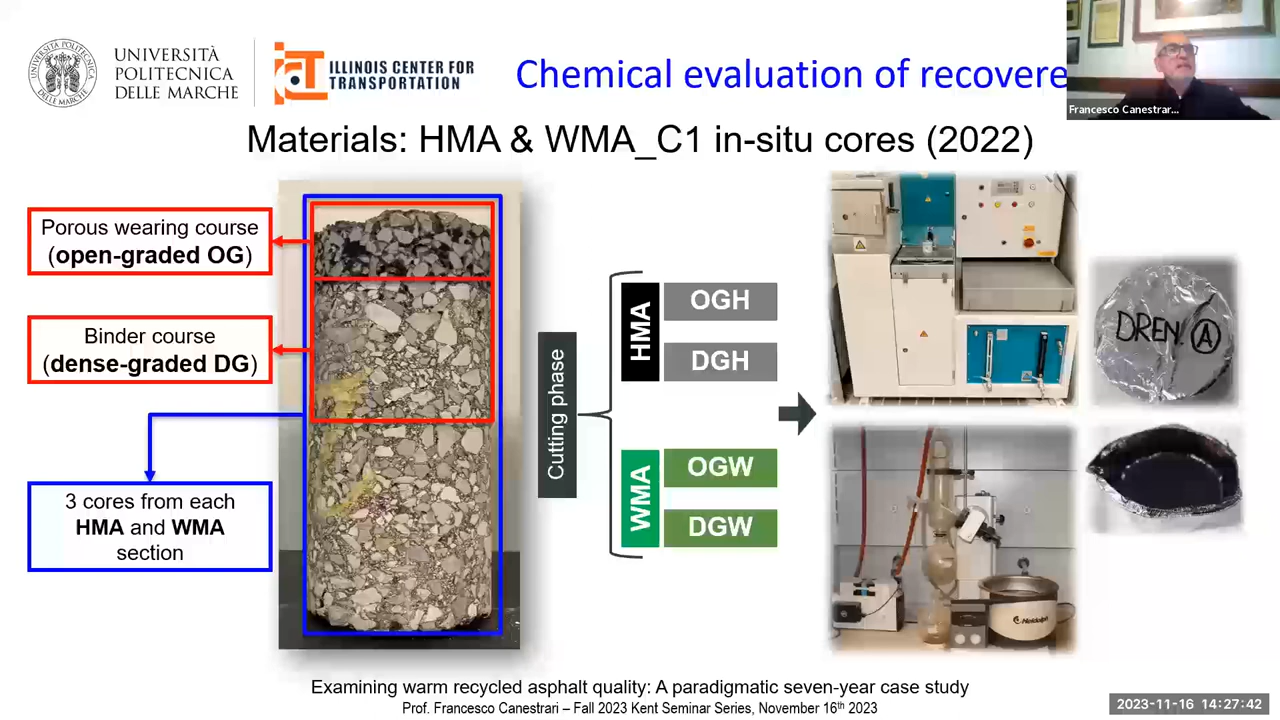 UNIVERSITÀ
POLITECNICA
DELLE MARCHE
ILLINOIS CENTER FOR
TRANSPORTATION
Chemical evaluation of recovere
Francesco Canestrar...
Materials: HMA & WMA_C1 in-situ cores (2022)
Porous wearing course
(open-graded OG)
Binder course
(dense-graded DG)
3 cores from each
HMA and WMA
section
Cutting phase
HMA
OGH
DGH
WMA
OGW
DGW
DREN. A
Heidolph
Examining warm recycled asphalt quality: A paradigmatic seven-year case study
Prof. Francesco Canestrari – Fall 2023 Kent Seminar Series, November 16th 2023
2023-11-16 14:27:42